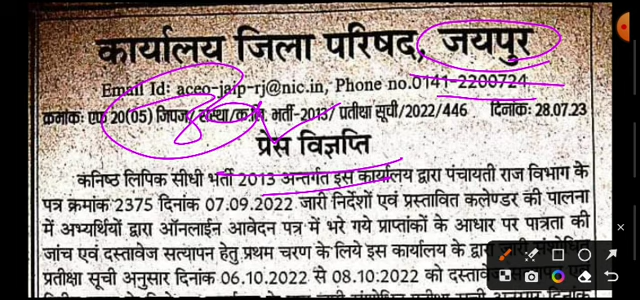 कार्यालय जिला परिषद, जयपुर
Email Id: aceo-jaip-rj@nic.in, Phone no.0141-2200724
क्रमांक: एफ 20(05) जिपज/संस्था/क.लि. भर्ती-2013/प्रतीक्षा सूची/2022/446 दिनांक: 28.07.23
प्रेस विज्ञप्ति
कनिष्ठ लिपिक सीधी भर्ती 2013 अन्तर्गत इस कार्यालय द्वारा पंचायती राज विभाग के
पत्र क्रमांक 2375 दिनांक 07.09.2022 जारी निर्देशों एवं प्रस्तावित कलेण्डर की पालना
में अभ्यर्थियों द्वारा ऑनलाईन आवेदन पत्र में भरे गये प्राप्तांकों के आधार पर पात्रता की
जांच एवं दस्तावेज सत्यापन हेतु प्रथम चरण के लिये इस कार्यालय के द्वारा
प्रतीक्षा सूची अनुसार दिनांक 06.10.2022 से 08.10.2022 को